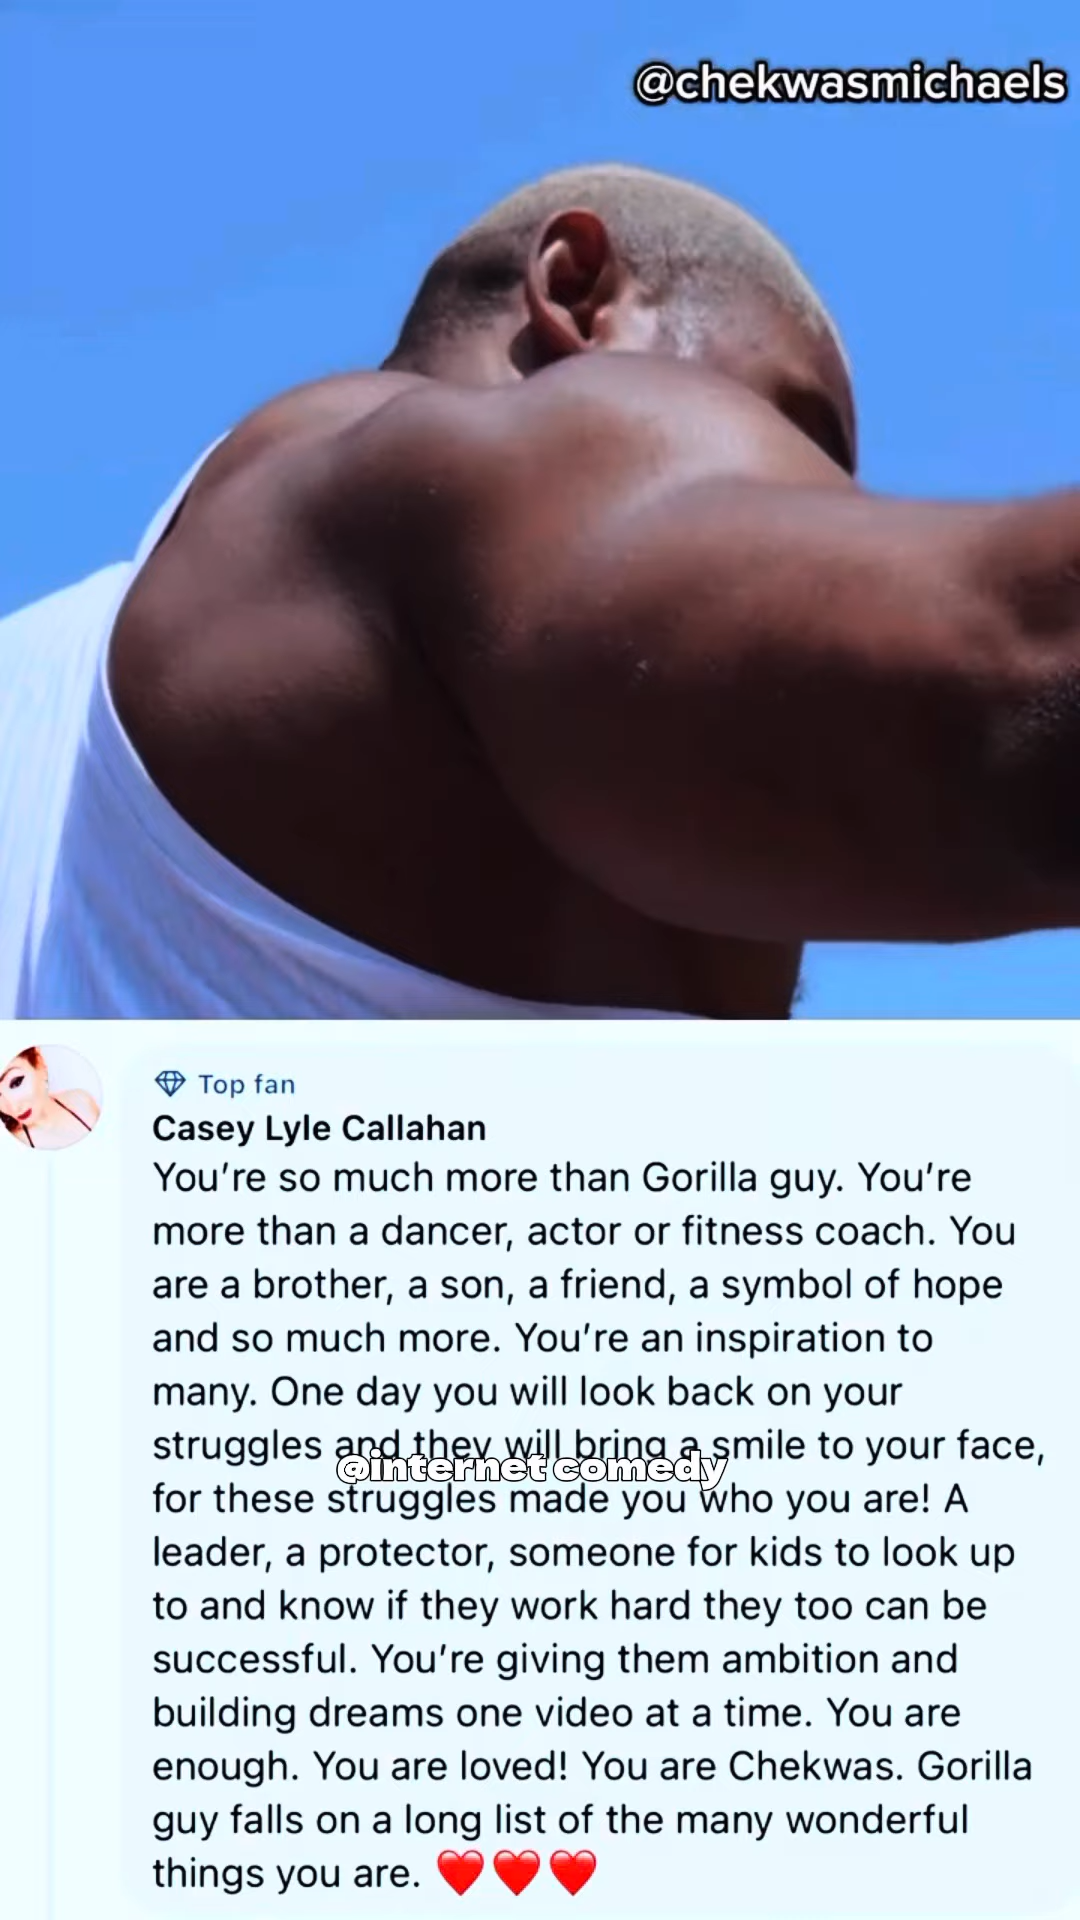 @chekwasmichaels
Top fan
Casey Lyle Callahan
You're so much more than Gorilla guy. You're
more than a dancer, actor or fitness coach. You
are a brother, a son, a friend, a symbol of hope
and so much more. You're an inspiration to
many. One day you will look back on your
struggles and they will bring a smile to your face,
@internet comedy
for these struggles made you who you are! A
leader, a protector, someone for kids to look up
to and know if they work hard they too can be
successful. You're giving them ambition and
building dreams one video at a time. You are
enough. You are loved! You are Chekwas. Gorilla
guy falls on a long list of the many wonderful
things you are. ❤️❤️❤️